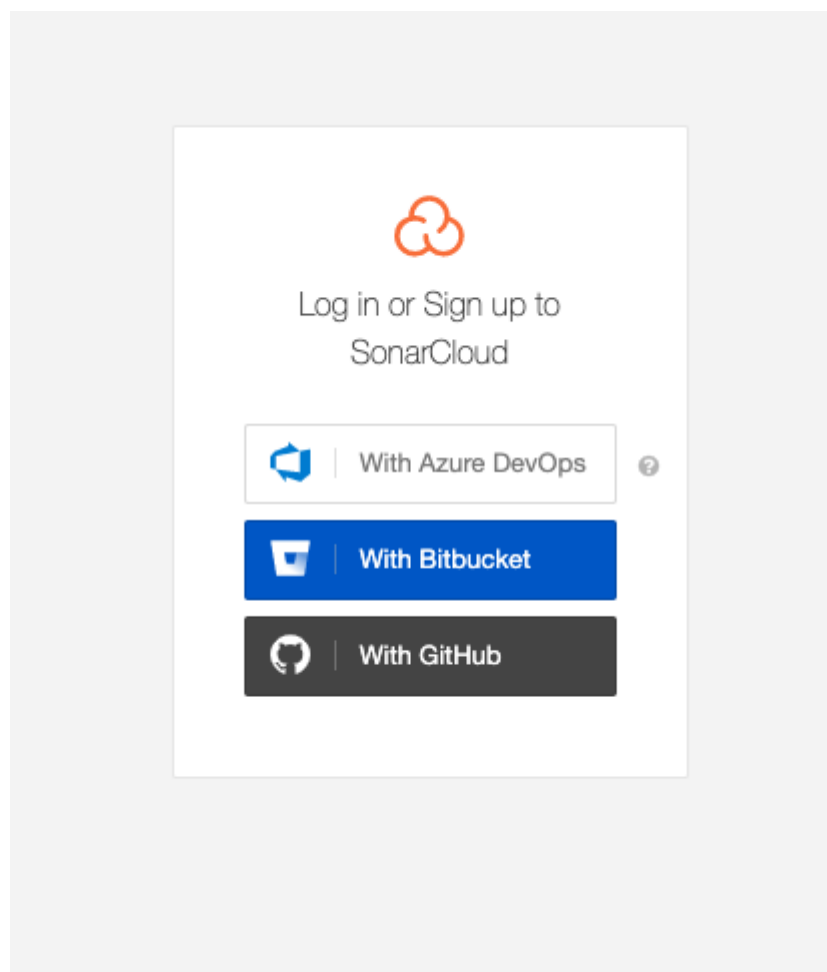 Log in or Sign up to
SonarCloud
With Azure DevOps
?
With Bitbucket
With GitHub